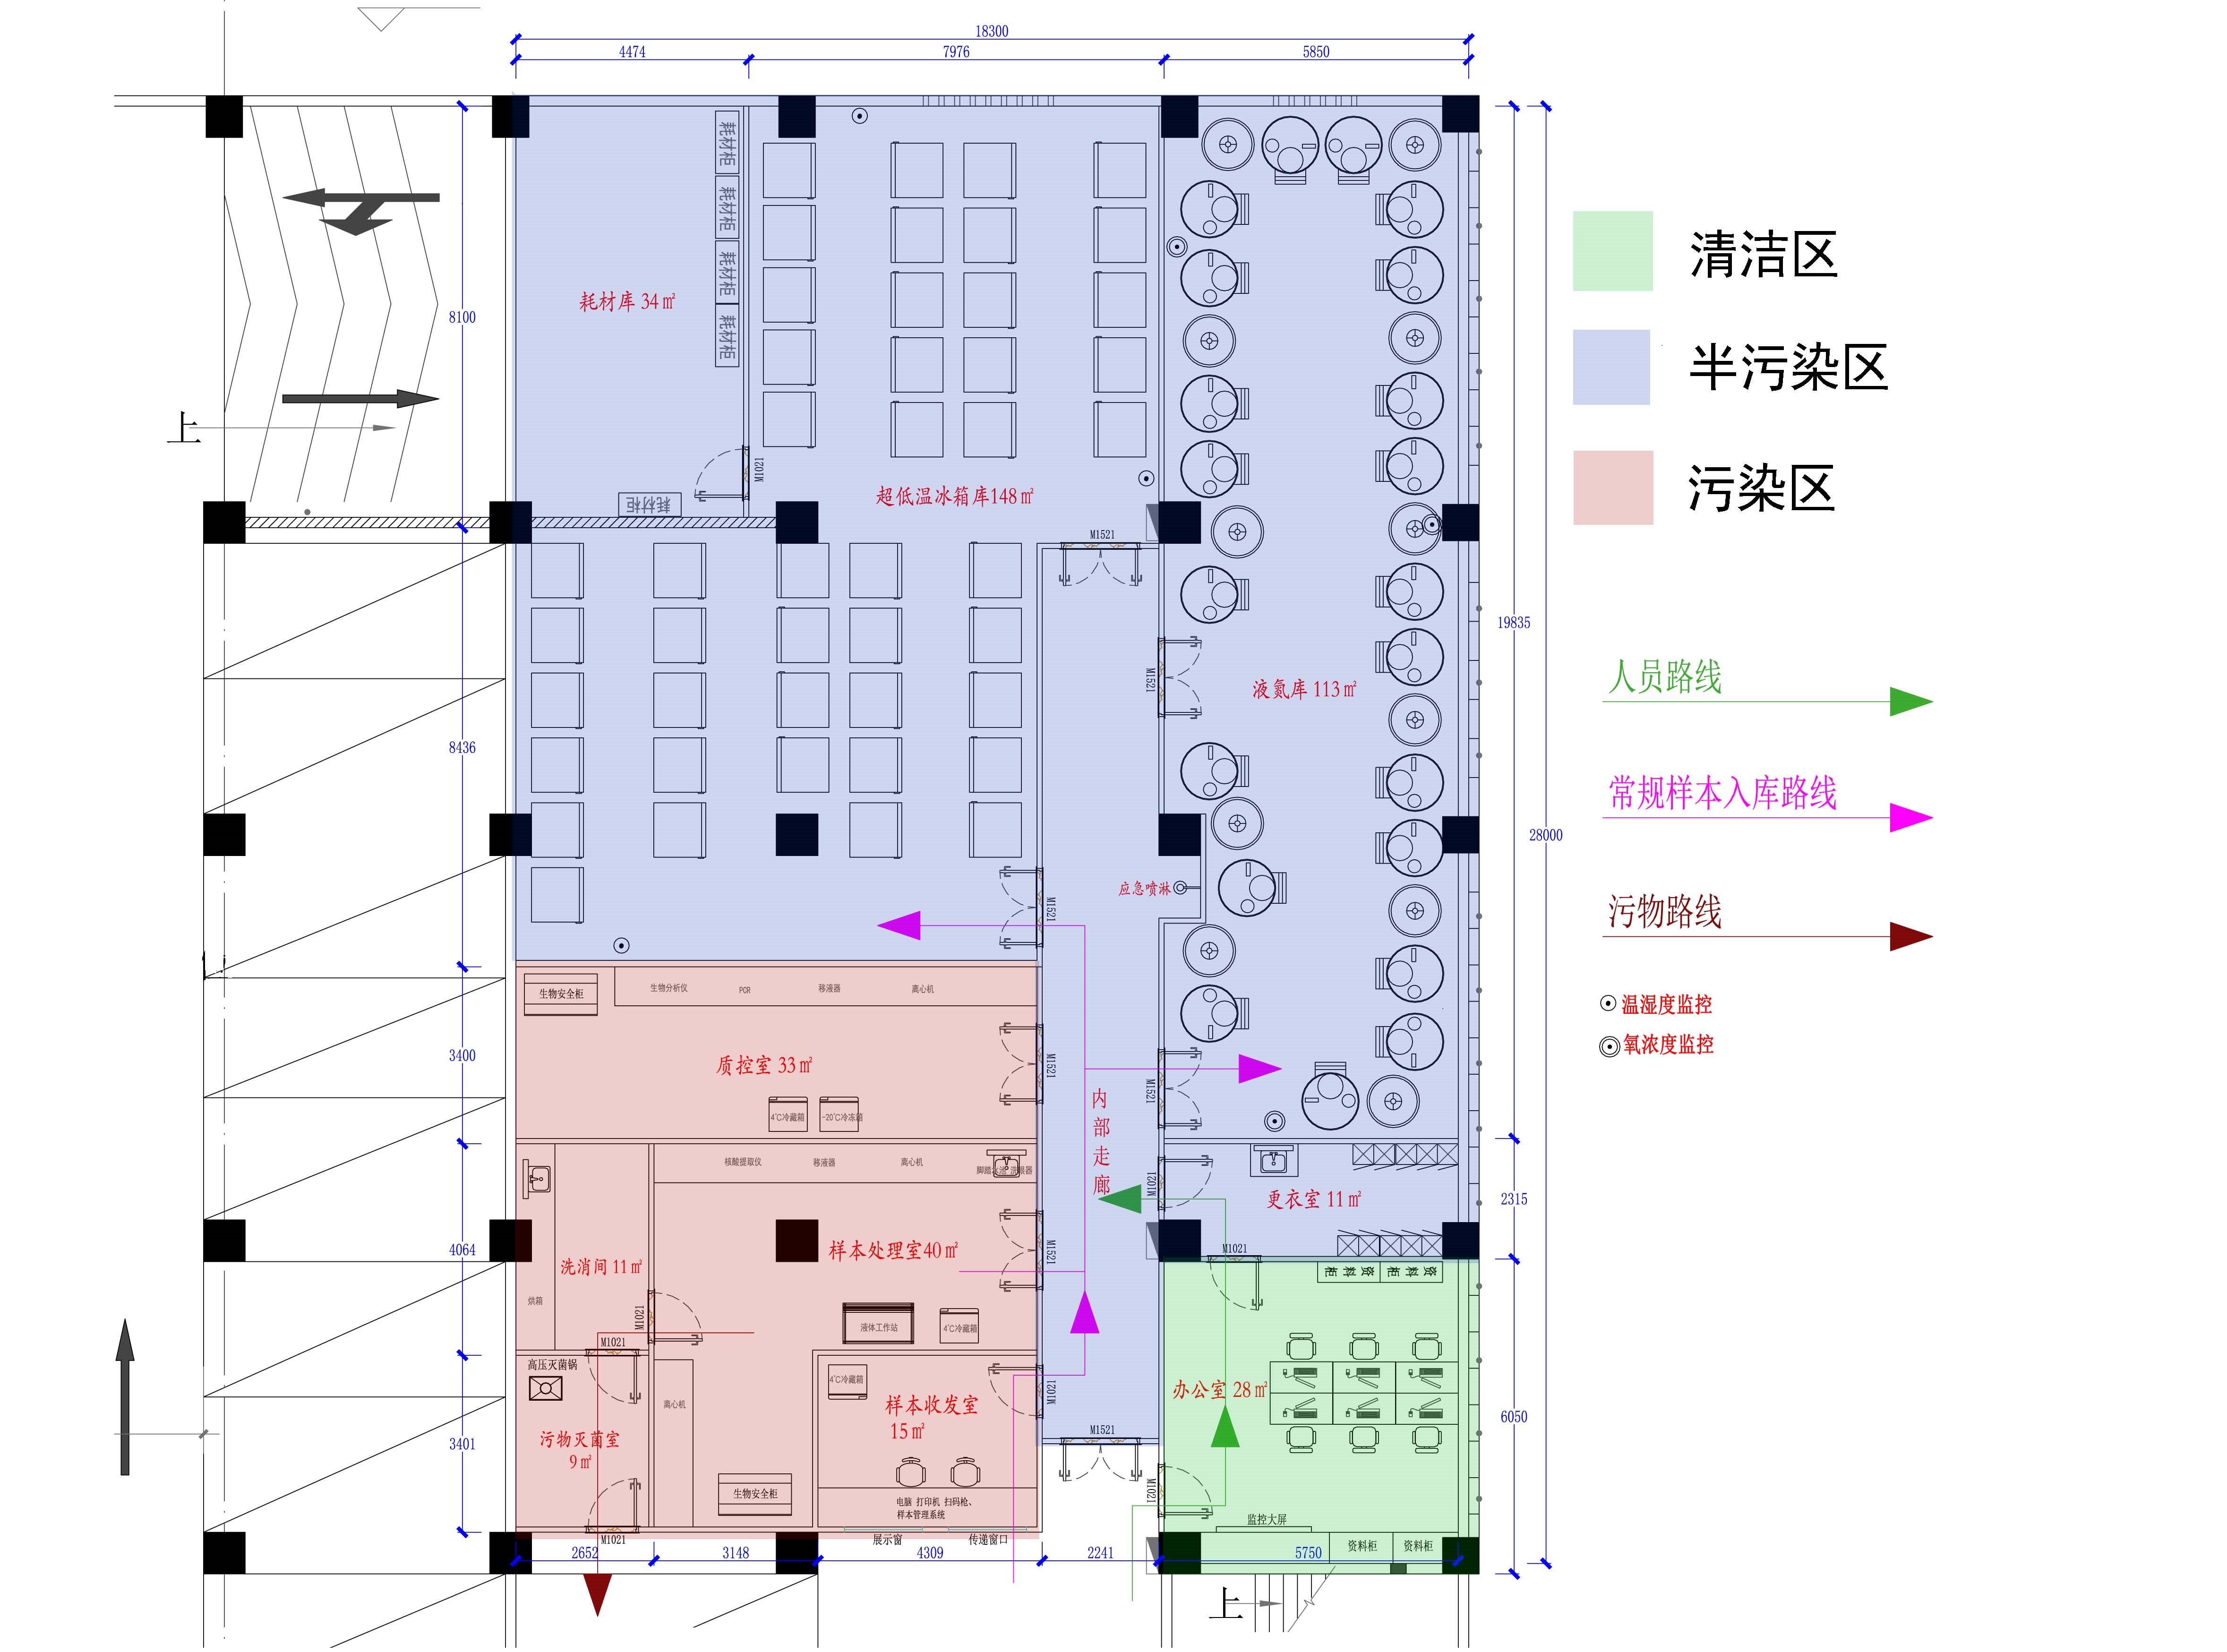 18300
4474
7976
5850
耗材柜
耗材柜
耗材柜
耗材柜
清洁区
耗材库 34㎡
8100
半污染区
上
M1021
污染区
耗材柜
超低温冰箱库148㎡
M1521
19835
人员路线
M1521
液氮库 113㎡
8436
常规样本入库路线
28000
应急喷淋
M1521
污物路线
生物安全柜
生物分析仪
PCR
移液器
离心机
温湿度监控
氧浓度监控
3400
质控室 33㎡
M1521
M1521
4℃冷藏箱
-20℃冷冻箱
内部走廊
核酸提取仪
移液器
离心机
M1021
更衣室 11㎡
2315
4064
样本处理室40㎡
M1521
M1021
洗消间 11㎡
资料柜
资料柜
烘箱
M1021
液体工作站
4℃冷藏箱
M1021
高压灭菌锅
4℃冷藏箱
M1021
办公室 28㎡
离心机
样本收发室
15㎡
6050
M1521
3401
污物灭菌室
9㎡
生物安全柜
电脑 打印机 扫码枪、
样本管理系统
M1021
监控大屏
M1021
展示窗
传递窗口
资料柜
资料柜
2652
3148
4309
2241
5750
上